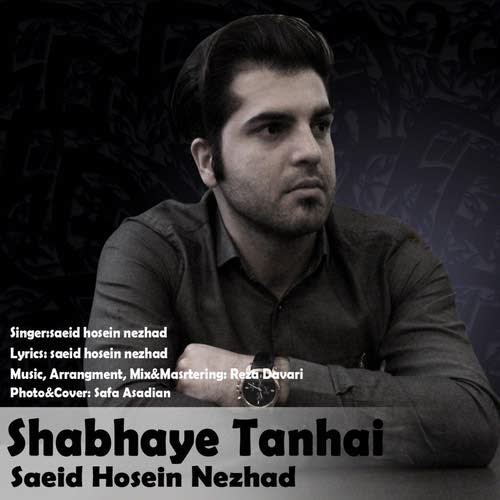 Singer:saeid hosein nezhad
Lyrics: saeid hosein nezhad
Music, Arrangment, Mix&Masrtering: Reza Davari
Photo&Cover: Safa Asadian
Shabhaye Tanhai
Saeid Hosein Nezhad